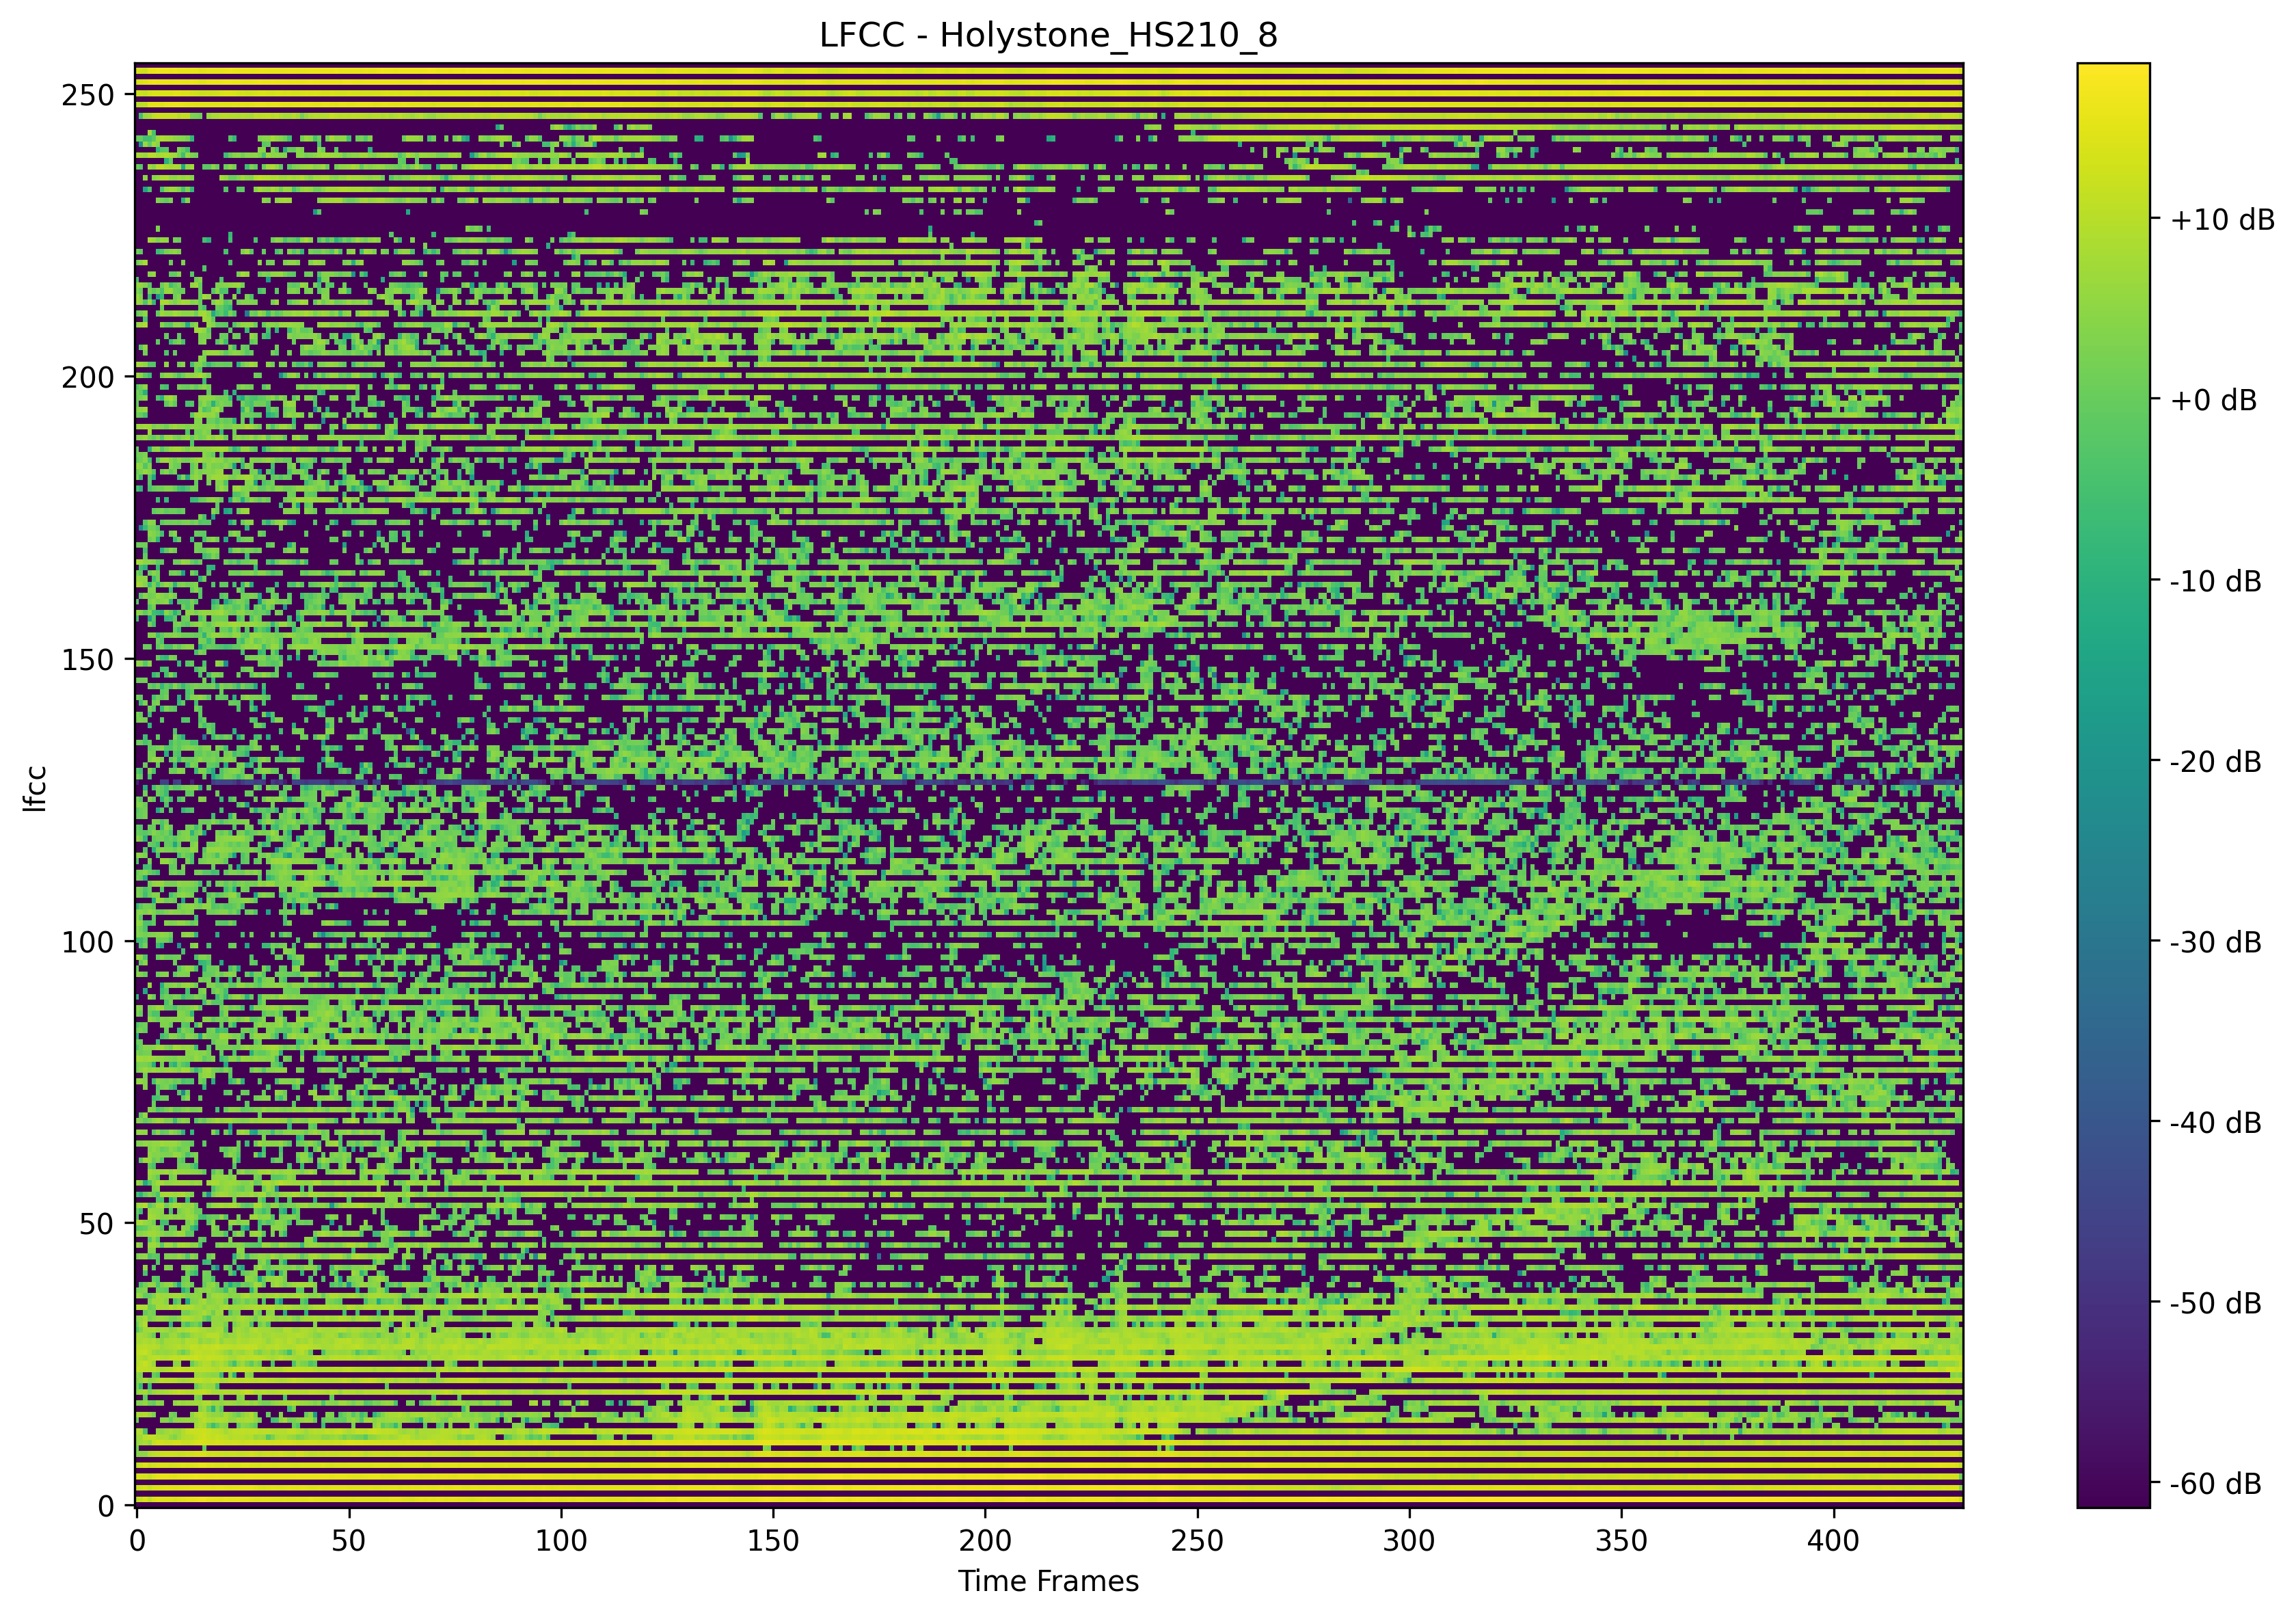 LFCC - Holystone_HS210_8
250
200
150
100
50
0
lfcc
0 50 100 150 200 250 300 350 400
Time Frames
+10 dB
+0 dB
-10 dB
-20 dB
-30 dB
-40 dB
-50 dB
-60 dB